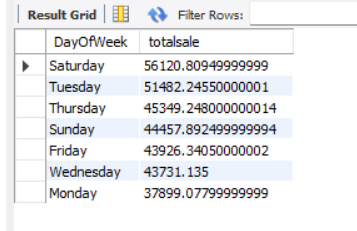 Result Grid Filter Rows:
DayOfWeek totalsale
Saturday 56120.80949999999
Tuesday 51482.24550000001
Thursday 45349.248000000014
Sunday 44457.892499999994
Friday 43926.34050000002
Wednesday 43731.135
Monday 37899.07799999999